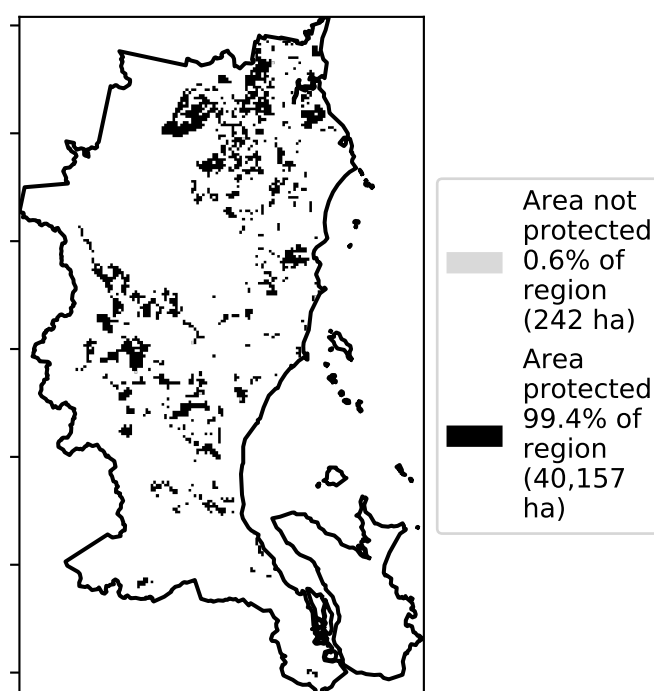 Area not
protected
0.6% of
region
(242 ha)
Area
protected
99.4% of
region
(40,157
ha)